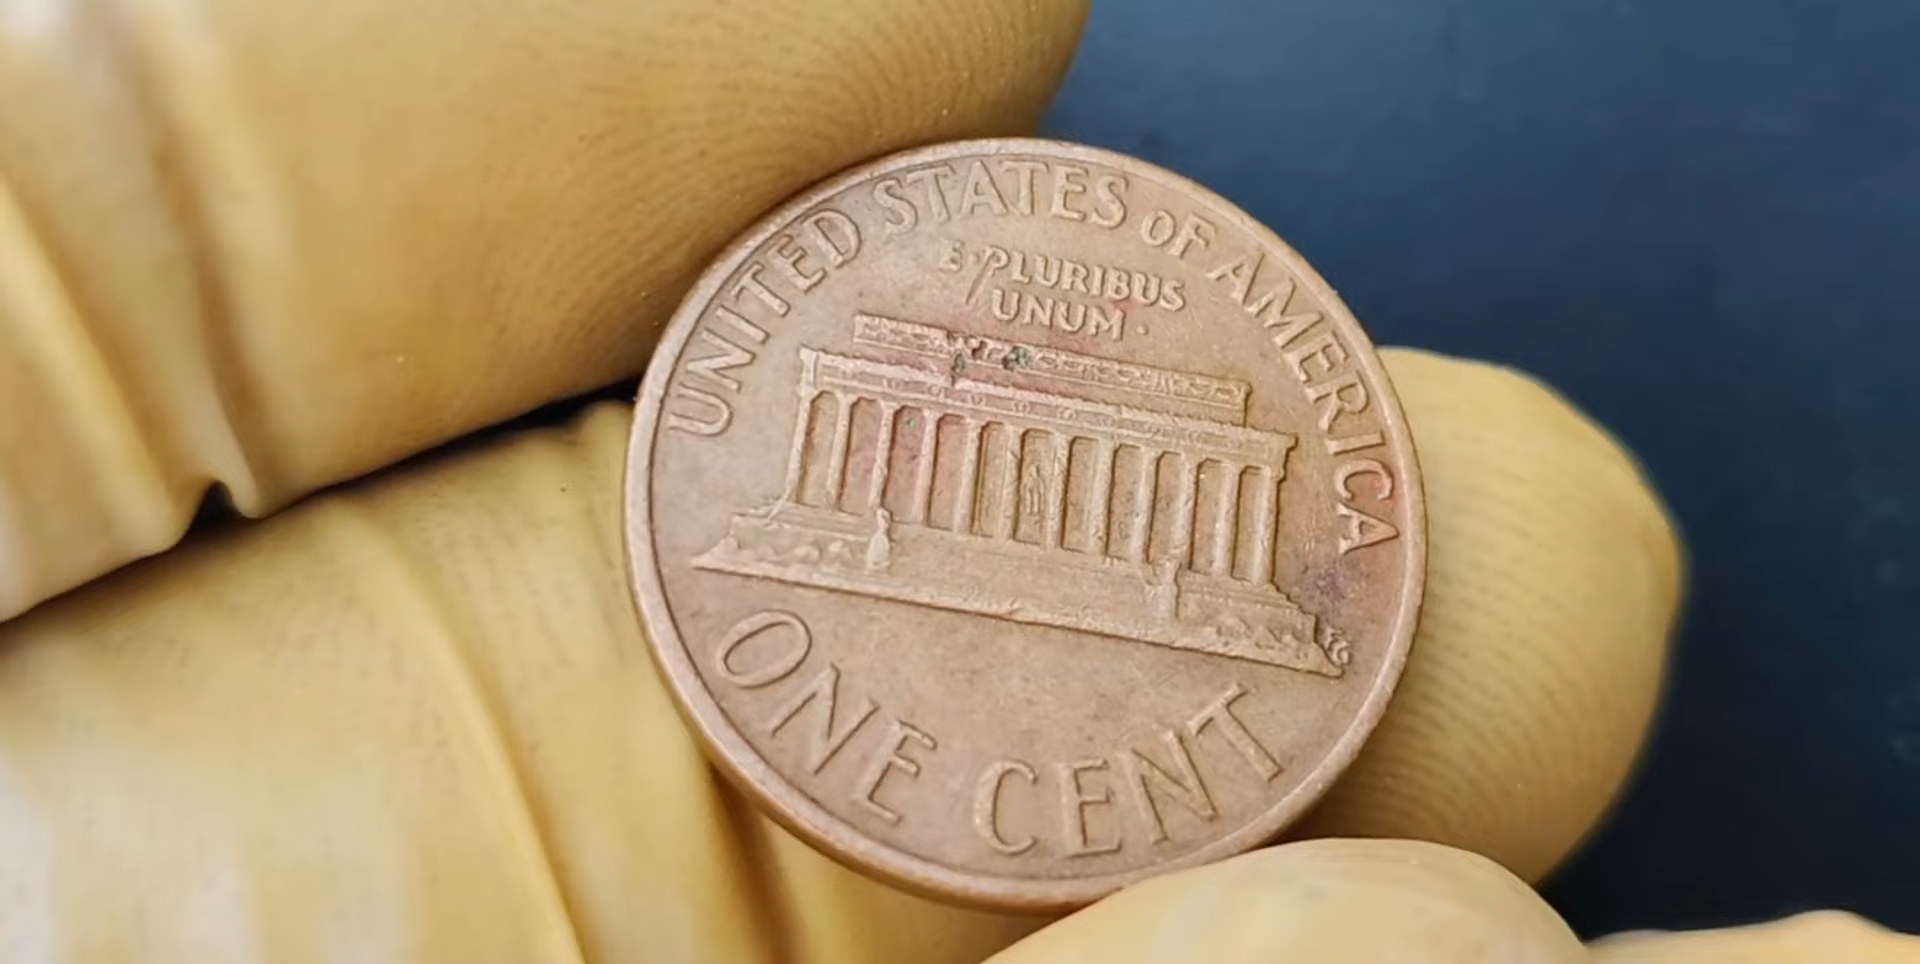 UNITED STATES OF AMERICA
E·PLURIBUS
UNUM·
ONE CENT